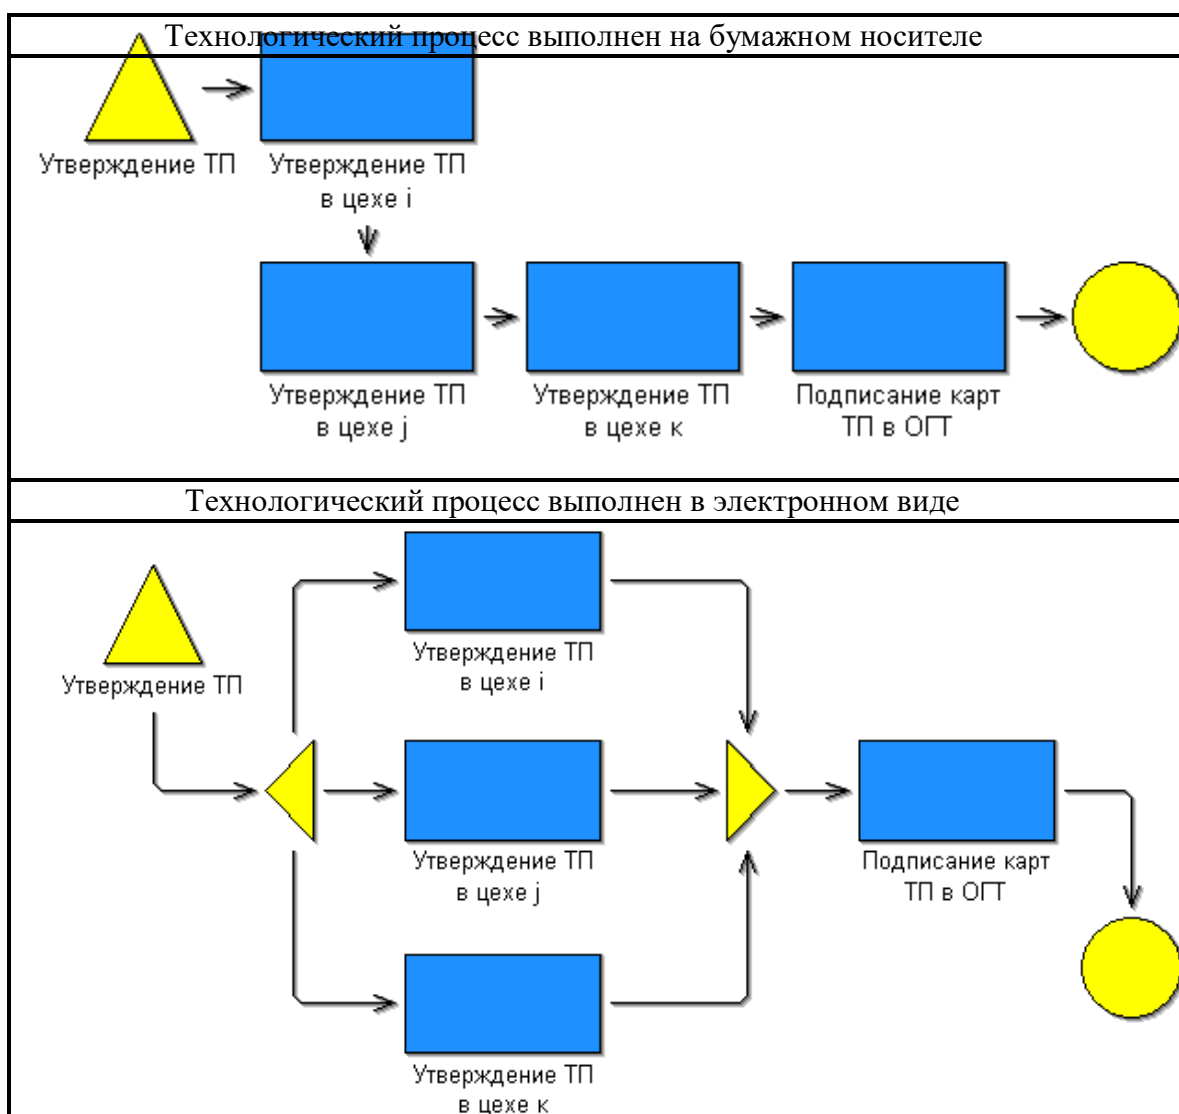 Технологический процесс выполнен на бумажном носителе
Утверждение ТП
Утверждение ТП
в цехе i
Утверждение ТП
в цехе j
Утверждение ТП
в цехе к
Подписание карт
ТП в ОГТ
Технологический процесс выполнен в электронном виде
Утверждение ТП
Утверждение ТП
в цехе i
Утверждение ТП
в цехе j
Подписание карт
ТП в ОГТ
Утверждение ТП
в цехе к